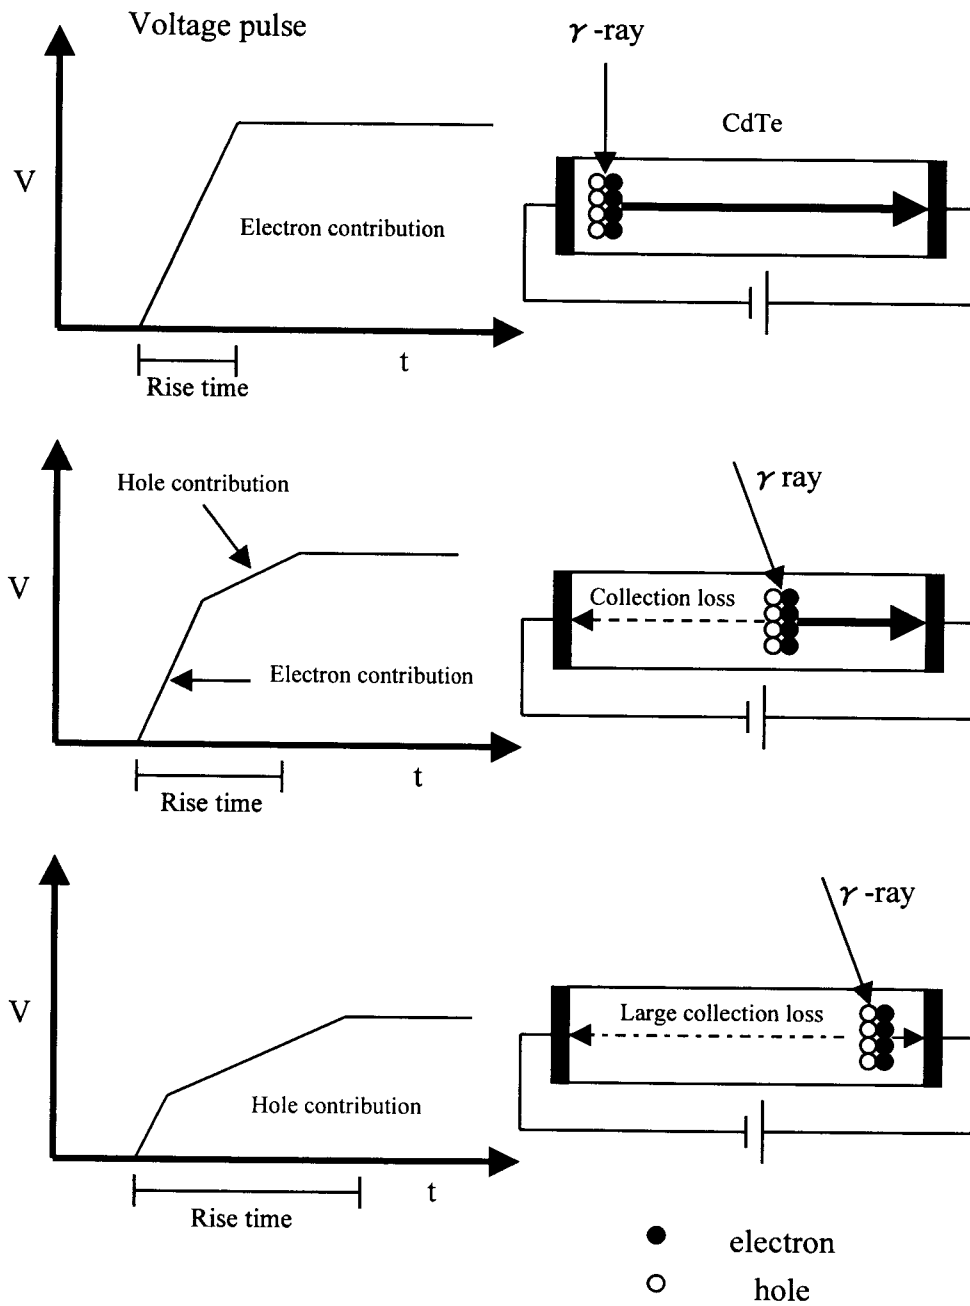 Voltage pulse
γ -ray
CdTe
V
Electron contribution
t
Rise time
γ ray
Hole contribution
V
Collection loss
Electron contribution
t
Rise time
γ -ray
V
Large collection loss
Hole contribution
t
Rise time
electron
hole